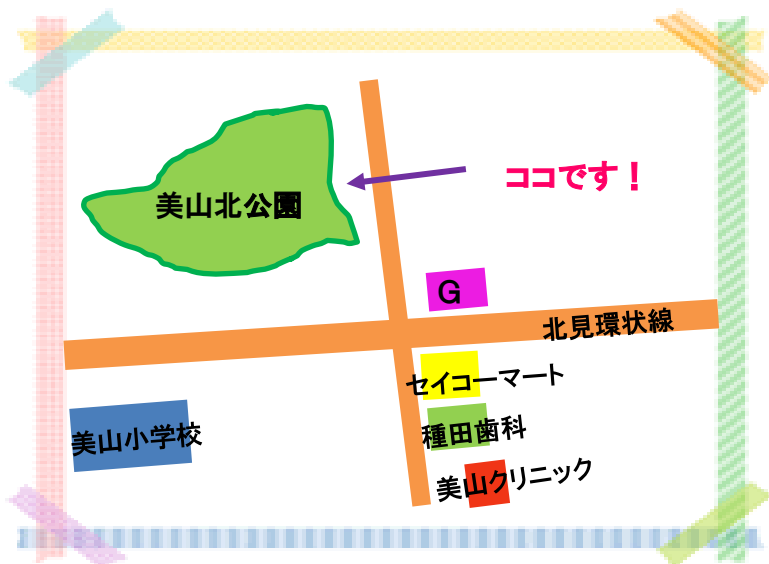 ココです！
美山北公園
G
北見環状線
セイコーマート
種田歯科
美山小学校
美山クリニック